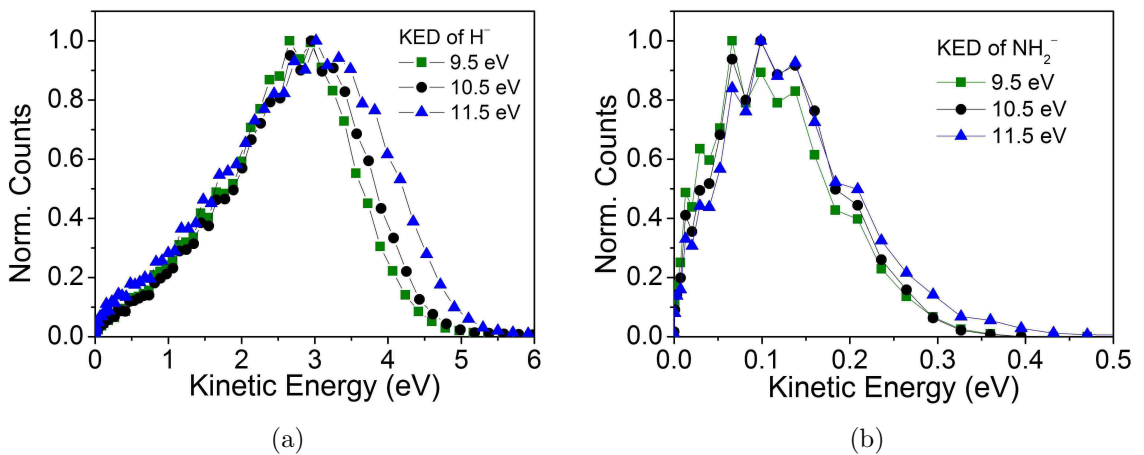 1.0
0.8
0.6
0.4
0.2
0.0
Norm. Counts
KED of H⁻
9.5 eV
10.5 eV
11.5 eV
0 1 2 3 4 5 6
Kinetic Energy (eV)
(a)
1.0
0.8
0.6
0.4
0.2
0.0
Norm. Counts
KED of NH₂⁻
9.5 eV
10.5 eV
11.5 eV
0.0 0.1 0.2 0.3 0.4 0.5
Kinetic Energy (eV)
(b)